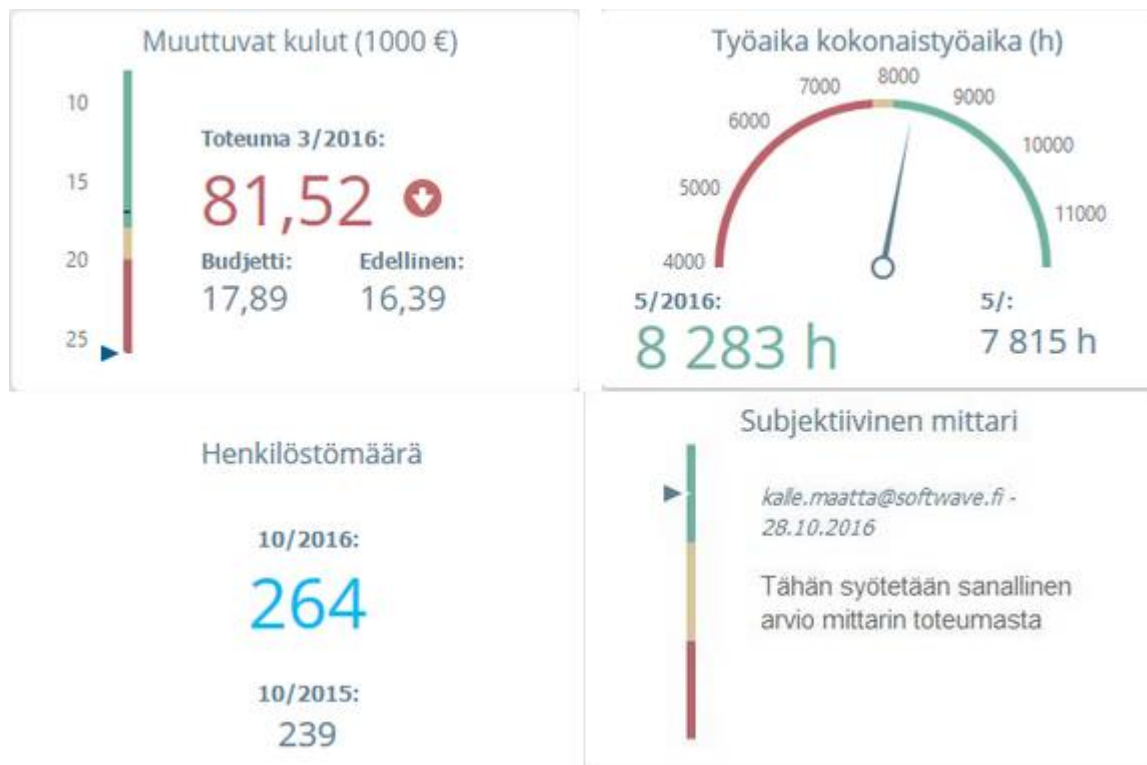 Muuttuvat kulut (1000 €)
10
15
20
25
Toteuma 3/2016:
81,52
Budjetti: Edellinen:
17,89 16,39
Työaika kokonaistyöaika (h)
4000
5000
6000
7000
8000
9000
10000
11000
5/2016: 5/:
8 283 h 7 815 h
Henkilöstömäärä
10/2016:
264
10/2015:
239
Subjektiivinen mittari
kalle.maatta@softwave.fi -
28.10.2016
Tähän syötetään sanallinen
arvio mittarin toteumasta